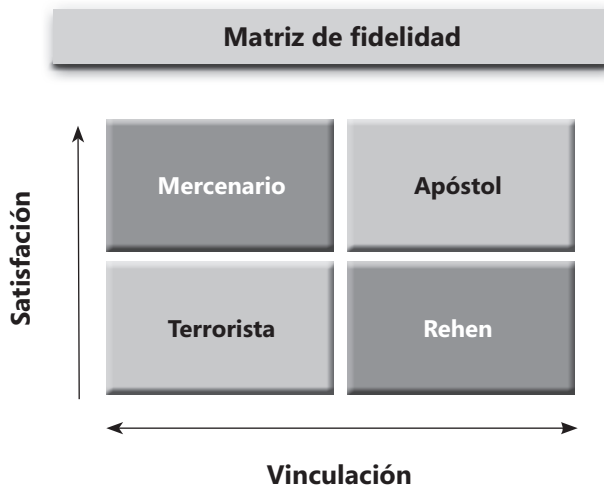 Matriz de fidelidad
Satisfación
Mercenario
Apóstol
Terrorista
Rehen
Vinculación